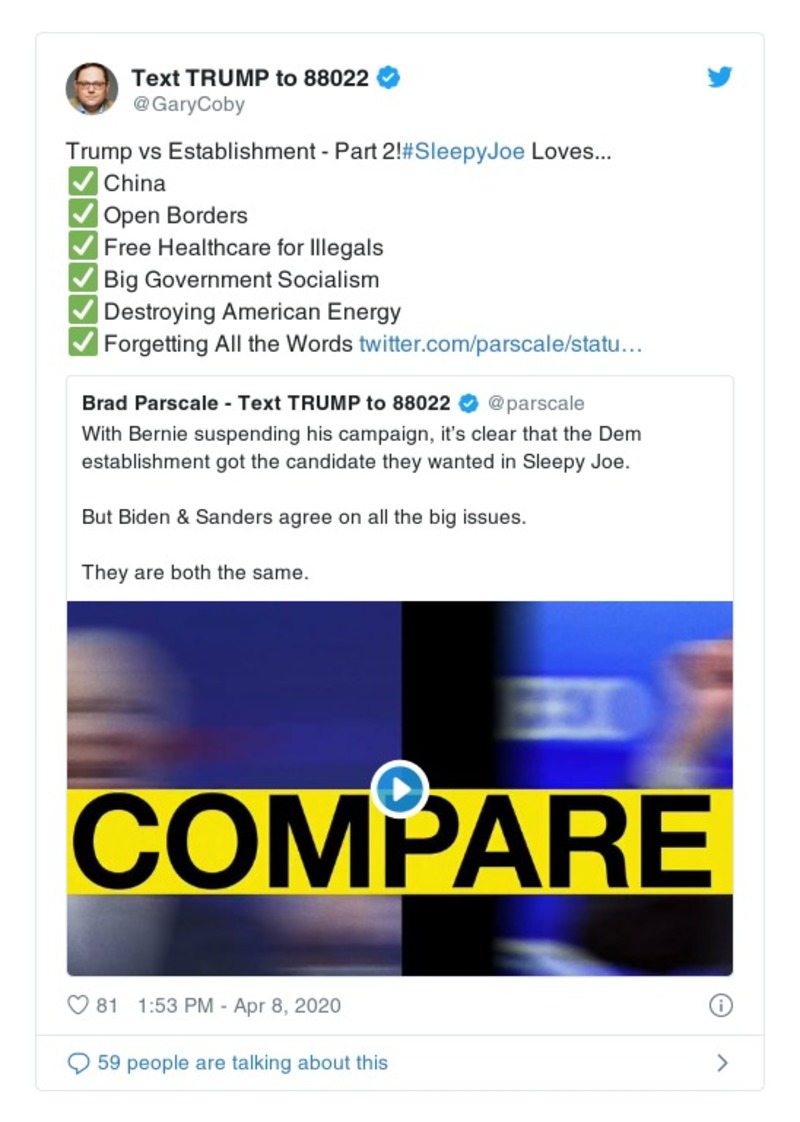 Text TRUMP to 88022
@GaryCoby
Trump vs Establishment - Part 2!#SleepyJoe Loves...
✅ China
✅ Open Borders
✅ Free Healthcare for Illegals
✅ Big Government Socialism
✅ Destroying American Energy
✅ Forgetting All the Words twitter.com/parscale/statu…
Brad Parscale - Text TRUMP to 88022 @parscale
With Bernie suspending his campaign, it’s clear that the Dem
establishment got the candidate they wanted in Sleepy Joe.
But Biden & Sanders agree on all the big issues.
They are both the same.
COMPARE
81 1:53 PM - Apr 8, 2020
59 people are talking about this